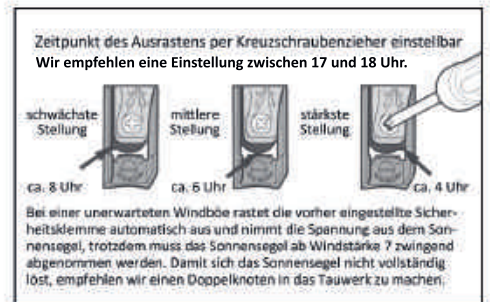 Zeitpunkt des Ausrastens per Kreuzschraubenzieher einstellbar
Wir empfehlen eine Einstellung zwischen 17 und 18 Uhr.
schwächste Stellung
mittlere Stellung
stärkste Stellung
ca. 8 Uhr
ca. 6 Uhr
ca. 4 Uhr
Bei einer unerwarteten Windböe rastet die vorher eingestellte Sicher-
heitsklemme automatisch aus und nimmt die Spannung aus dem Son-
nensegel, trotzdem muss das Sonnensegel ab Windstärke 7 zwingend
abgenommen werden. Damit sich das Sonnensegel nicht vollständig
löst, empfehlen wir einen Doppelknoten in das Tauwerk zu machen.